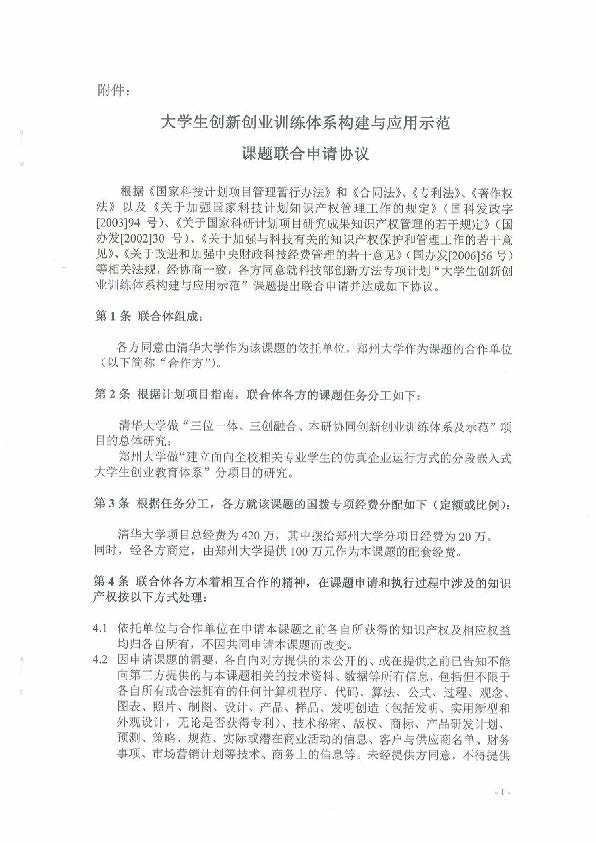 附件：
大学生创新创业训练体系构建与应用示范
课题联合申请协议
根据《国家科技计划项目管理暂行办法》和《合同法》、《专利法》、《著作权
法》以及《关于加强国家科技计划知识产权管理工作的规定》（国科发政字
[2003]94 号）、《关于国家科研计划项目研究成果知识产权管理的若干规定》（国
办发[2002]30 号）、《关于加强与科技有关的知识产权保护和管理工作的若干意
见》、《关于改进和加强中央财政科技经费管理的若干意见》（国办发[2006]56 号）
等相关法规，经协商一致，各方同意就科技部创新方法专项计划“大学生创新创
业训练体系构建与应用示范”课题提出联合申请并达成如下协议。
第 1 条 联合体组成：
各方同意由清华大学作为该课题的依托单位，郑州大学作为课题的合作单位
（以下简称“合作方”）。
第 2 条 根据计划项目指南，联合体各方的课题任务分工如下：
清华大学做“三位一体、三创融合、本研协同创新创业训练体系及示范”项
目的总体研究；
郑州大学做“建立面向全校相关专业学生的仿真企业运行方式的分段嵌入式
大学生创业教育体系”分项目的研究。
第 3 条 根据任务分工，各方就该课题的国拨专项经费分配如下（定额或比例）：
清华大学项目总经费为 420 万，其中拨给郑州大学分项目经费为 20 万。
同时，经各方商定，由郑州大学提供 100 万元作为本课题的配套经费。
第 4 条 联合体各方本着相互合作的精神，在课题申请和执行过程中涉及的知识
产权按以下方式处理：
4.1 依托单位与合作单位在申请本课题之前各自所获得的知识产权及相应权益
均归各自所有，不因共同申请本课题而改变。
4.2 因申请课题的需要，各自向对方提供的未公开的、或在提供之前已告知不能
向第三方提供的与本课题相关的技术资料、数据等所有信息，包括但不限于
各自所有或合法拥有的任何计算机程序、代码、算法、公式、过程、观念、
图表、照片、制图、设计、产品、样品、发明创造（包括发明、实用新型和
外观设计，无论是否获得专利）、技术秘密、版权、商标、产品研发计划、
预测、策略、规范、实际或潜在商业活动的信息、客户与供应商名单、财务
事项、市场营销计划等技术、商务上的信息等。未经提供方同意，不得提供
- 1 -